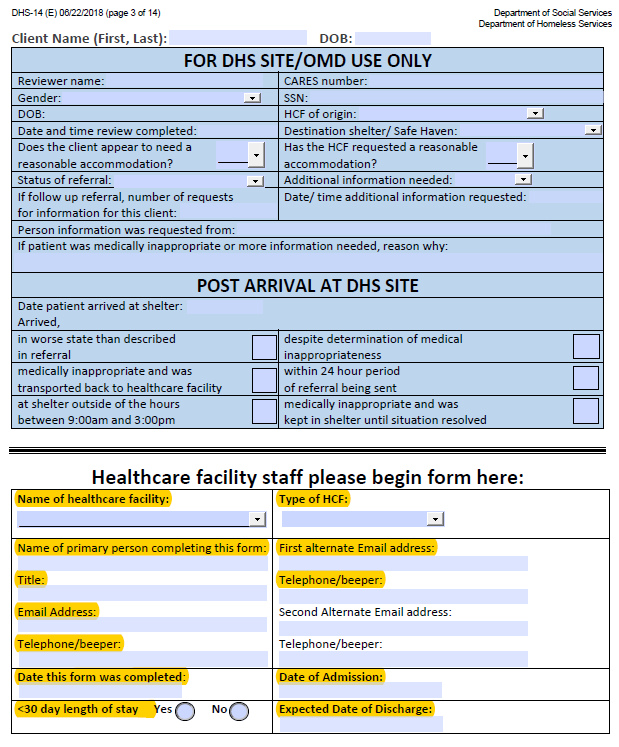 DHS-14 (E) 06/22/2018 (page 3 of 14) Department of Social Services
Department of Homeless Services
Client Name (First, Last): DOB:
FOR DHS SITE/OMD USE ONLY
Reviewer name: CARES number:
Gender: SSN:
DOB: HCF of origin:
Date and time review completed: Destination shelter/ Safe Haven:
Does the client appear to need a Has the HCF requested a reasonable
reasonable accommodation? accommodation?
Status of referral: Additional information needed:
If follow up referral, number of requests Date/ time additional information requested:
for information for this client:
Person information was requested from:
If patient was medically inappropriate or more information needed, reason why:
POST ARRIVAL AT DHS SITE
Date patient arrived at shelter:
Arrived,
in worse state than described despite determination of medical
in referral inappropriateness
medically inappropriate and was within 24 hour period
transported back to healthcare facility of referral being sent
at shelter outside of the hours medically inappropriate and was
between 9:00am and 3:00pm kept in shelter until situation resolved
Healthcare facility staff please begin form here:
Name of healthcare facility: Type of HCF:
Name of primary person completing this form: First alternate Email address:
Title: Telephone/beeper:
Email Address: Second Alternate Email address:
Telephone/beeper: Telephone/beeper:
Date this form was completed: Date of Admission:
<30 day length of stay Yes No Expected Date of Discharge: